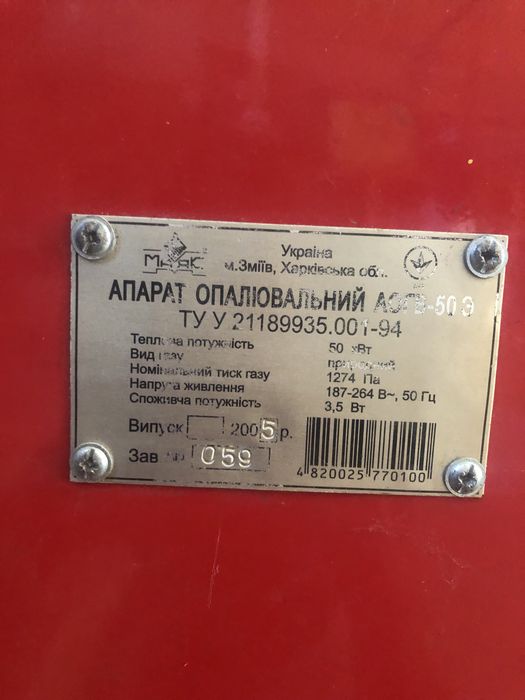 Маяк
Україна
м.Зміїв, Харківська обл.
АПАРАТ ОПАЛЮВАЛЬНИЙ АОГВ-50 Э
ТУ У 21189935.001-94
Теплова потужність 50 кВт
Вид газу природний
Номінальний тиск газу 1274 Па
Напруга живлення 187-264 В~, 50 Гц
Споживча потужність 3,5 Вт
Випуск 2005 р.
Зав № 059
4 820025 770100